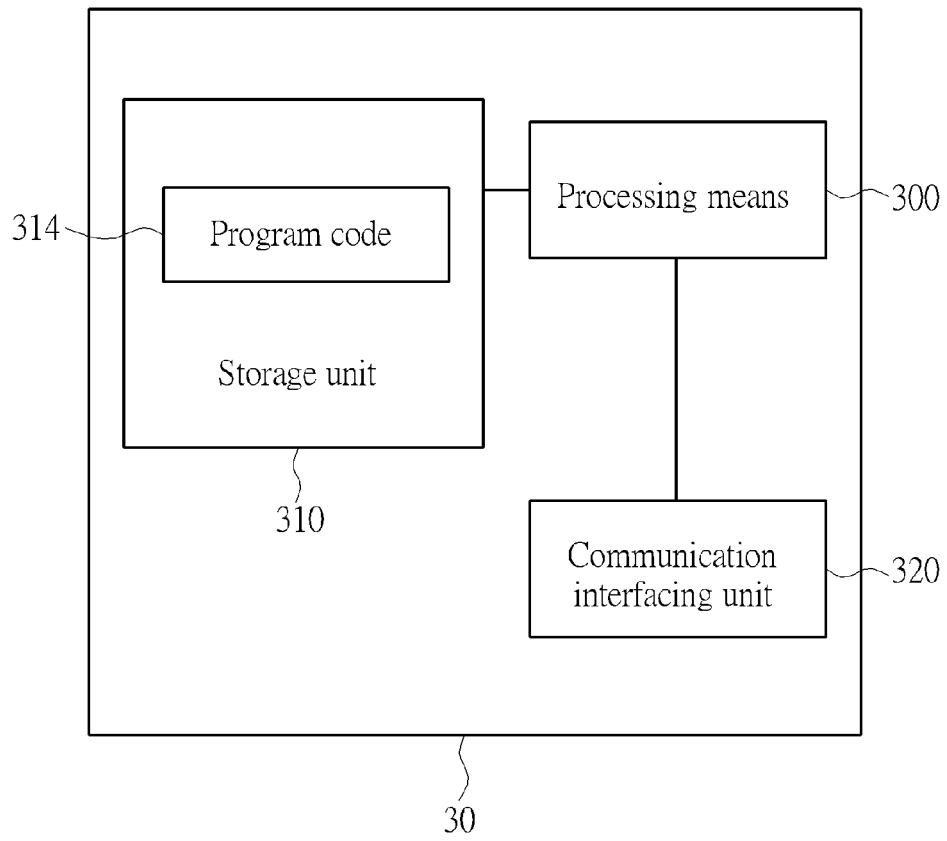 Processing means
300
314
Program code
Storage unit
310
Communication
interfacing unit
320
30